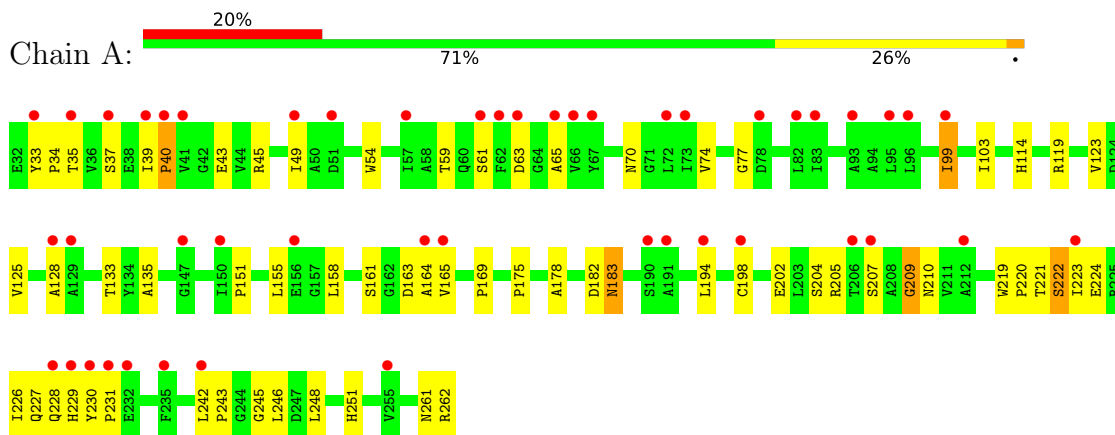 20%
Chain A:
71% 26% •
E32 Y33 P34 T35 V36 S37 E38 I39 P40 V41 G42 E43 V44 R45 I49 A50 D51 W54 I57 A58 T59 Q60 S61 F62 D63 G64 A65 V66 Y67 N70 G71 L72 I73 V74 G77 D78 L82 I83 A93 A94 L95 L96 I99 I103 H114 R119 V123 D124
V125 A128 A129 T133 Y134 A135 G147 I150 P151 L155 E156 G157 L158 S161 G162 D163 A164 V165 P169 P175 A178 D182 N183 S190 A191 L194 C198 E202 L203 S204 R205 T206 S207 A208 G209 N210 V211 A212 W219 P220 T221 S222 I223 E224 P225
I226 Q227 Q228 H229 Y230 P231 E232 F235 L242 P243 G244 G245 L246 D247 L248 H251 V255 N261 R262